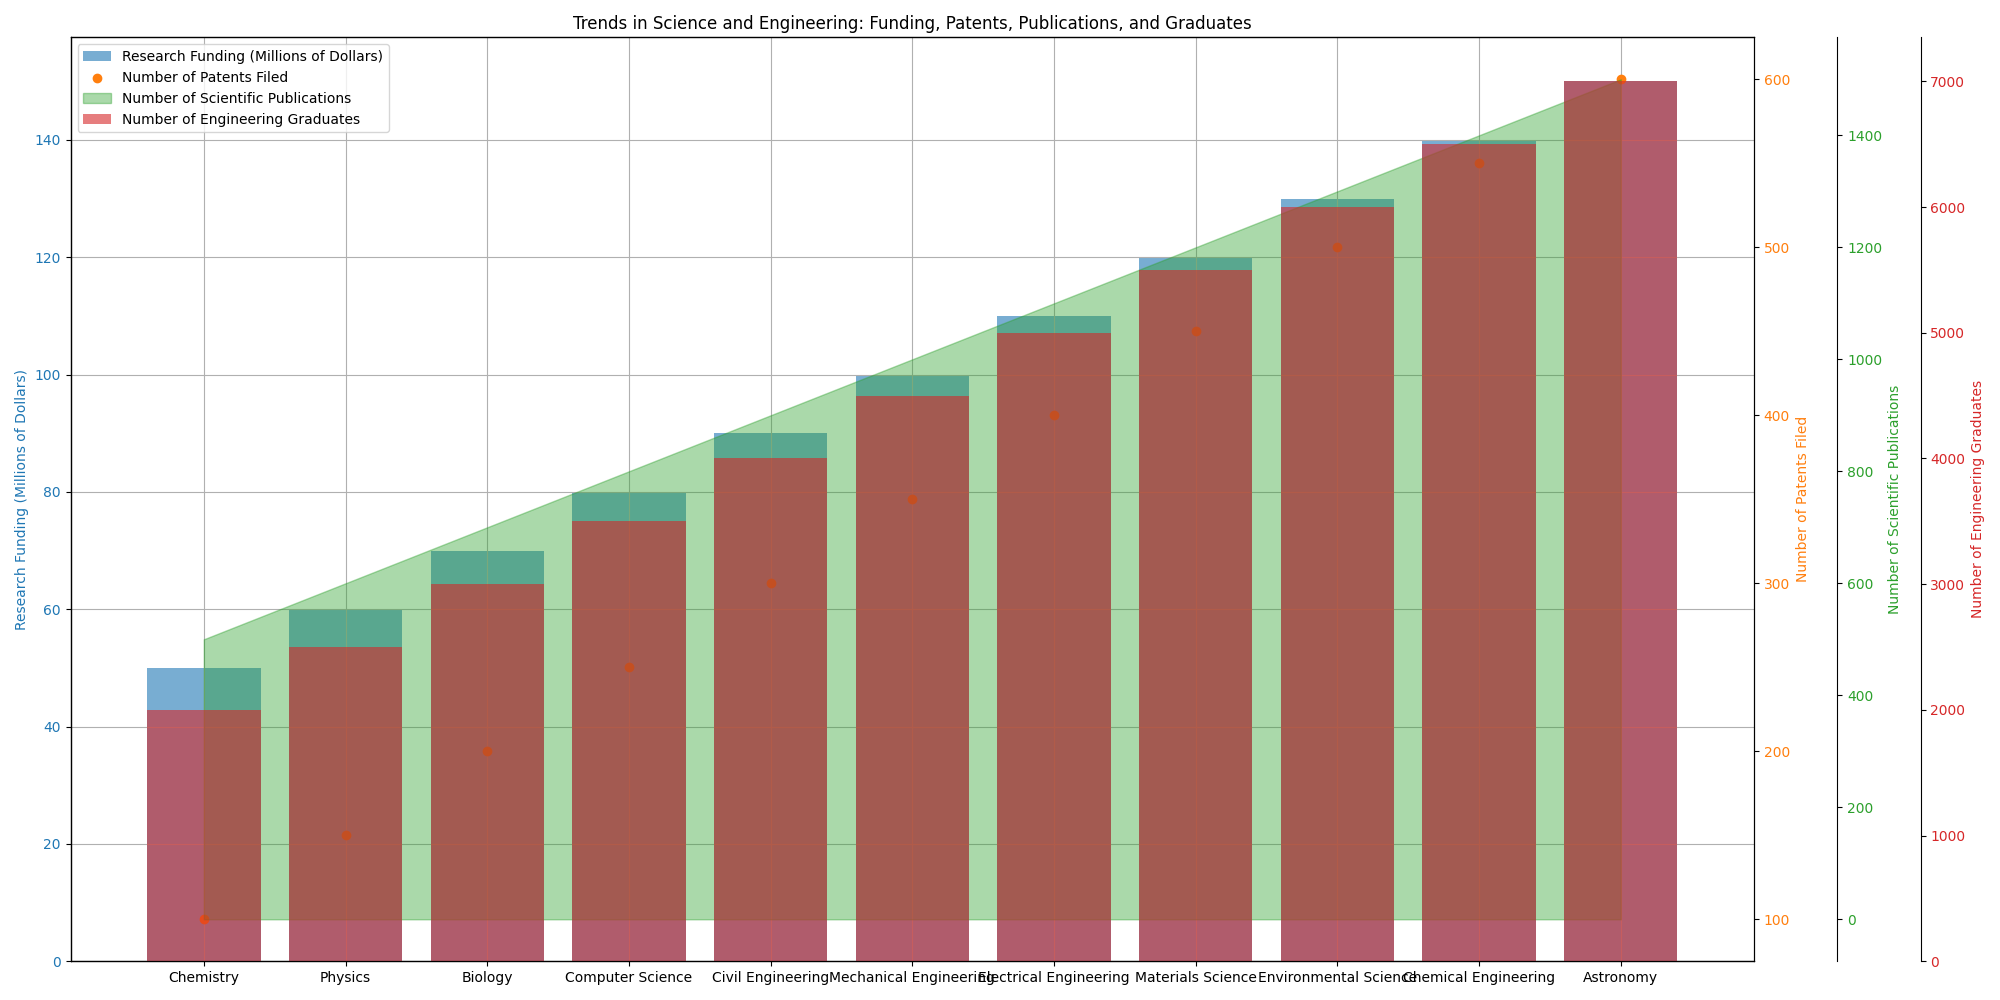 Trends in Science and Engineering: Funding, Patents, Publications, and Graduates
Research Funding (Millions of Dollars)
Number of Patents Filed
Number of Scientific Publications
Number of Engineering Graduates
Research Funding (Millions of Dollars)
140
120
100
80
60
40
20
0
Chemistry
Physics
Biology
Computer Science
Civil Engineering
Mechanical Engineering
Electrical Engineering
Materials Science
Environmental Science
Chemical Engineering
Astronomy
600
500
400
300
200
100
Number of Patents Filed
1400
1200
1000
800
600
400
200
0
Number of Scientific Publications
7000
6000
5000
4000
3000
2000
1000
0
Number of Engineering Graduates